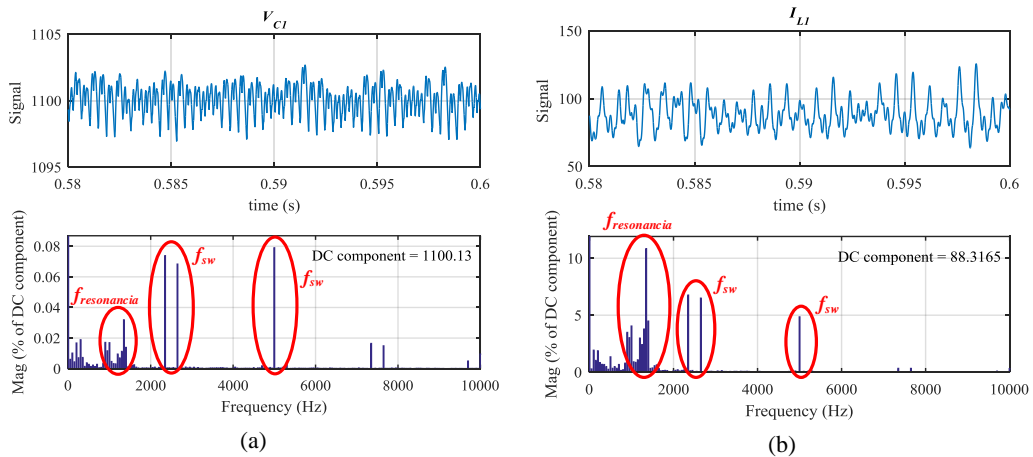 V_C1
1105
1100
1095
Signal
0.58 0.585 0.59 0.595 0.6
time (s)
0.08
0.06
0.04
0.02
0
Mag (% of DC component)
f_sw
DC component = 1100.13
f_sw
f_resonancia
0 2000 4000 6000 8000 10000
Frequency (Hz)
(a)
I_L1
150
100
50
Signal
0.58 0.585 0.59 0.595 0.6
time (s)
f_resonancia
10
5
0
Mag (% of DC component)
DC component = 88.3165
f_sw
f_sw
0 2000 4000 6000 8000 10000
Frequency (Hz)
(b)